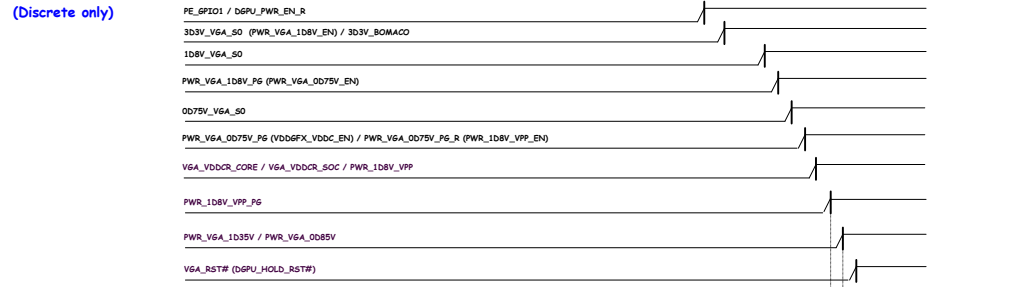 (Discrete only)
PE_GPIO1 / DGPU_PWR_EN_R
3D3V_VGA_S0 (PWR_VGA_1D8V_EN) / 3D3V_BOMACO
1D8V_VGA_S0
PWR_VGA_1D8V_PG (PWR_VGA_0D75V_EN)
0D75V_VGA_S0
PWR_VGA_0D75V_PG (VDDGFX_VDDC_EN) / PWR_VGA_0D75V_PG_R (PWR_1D8V_VPP_EN)
VGA_VDDCR_CORE / VGA_VDDCR_SOC / PWR_1D8V_VPP
PWR_1D8V_VPP_PG
PWR_VGA_1D35V / PWR_VGA_0D85V
VGA_RST# (DGPU_HOLD_RST#)